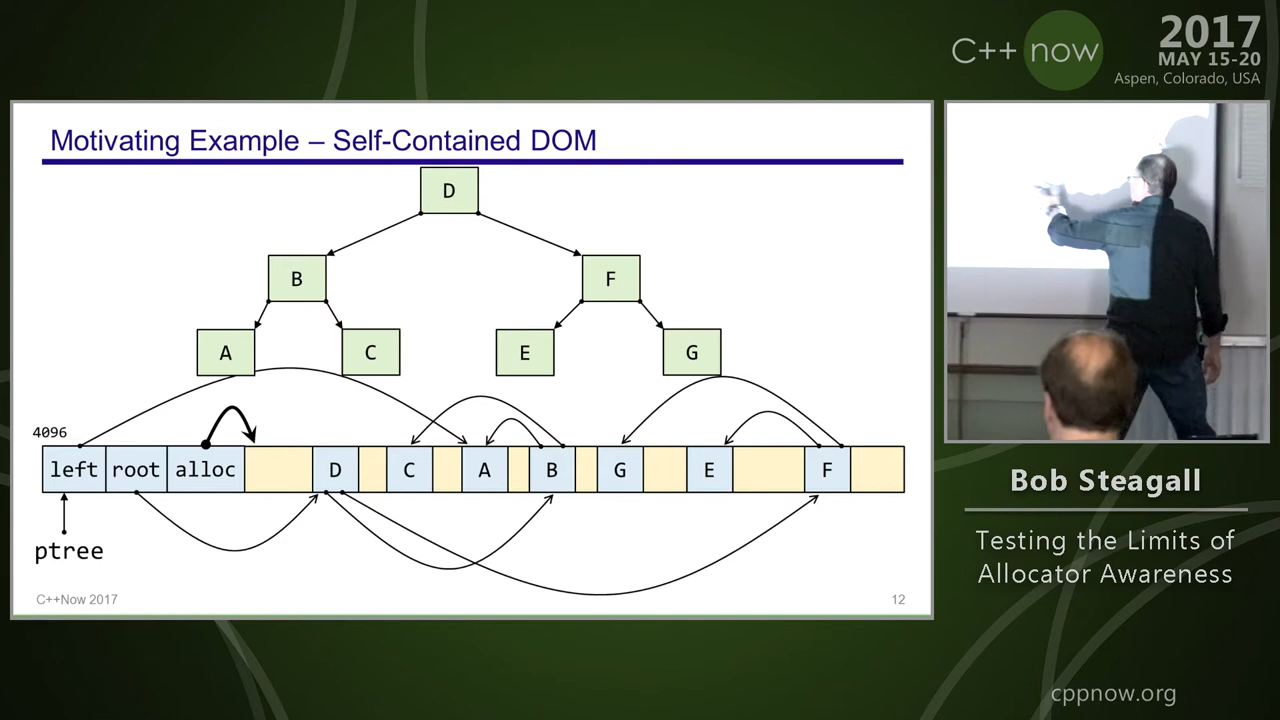 C++ now
2017
MAY 15-20
Aspen, Colorado, USA
Motivating Example – Self-Contained DOM
D
B
F
A
C
E
G
4096
left root alloc D C A B G E F
ptree
C++Now 2017
12
Bob Steagall
Testing the Limits of
Allocator Awareness
cppnow.org